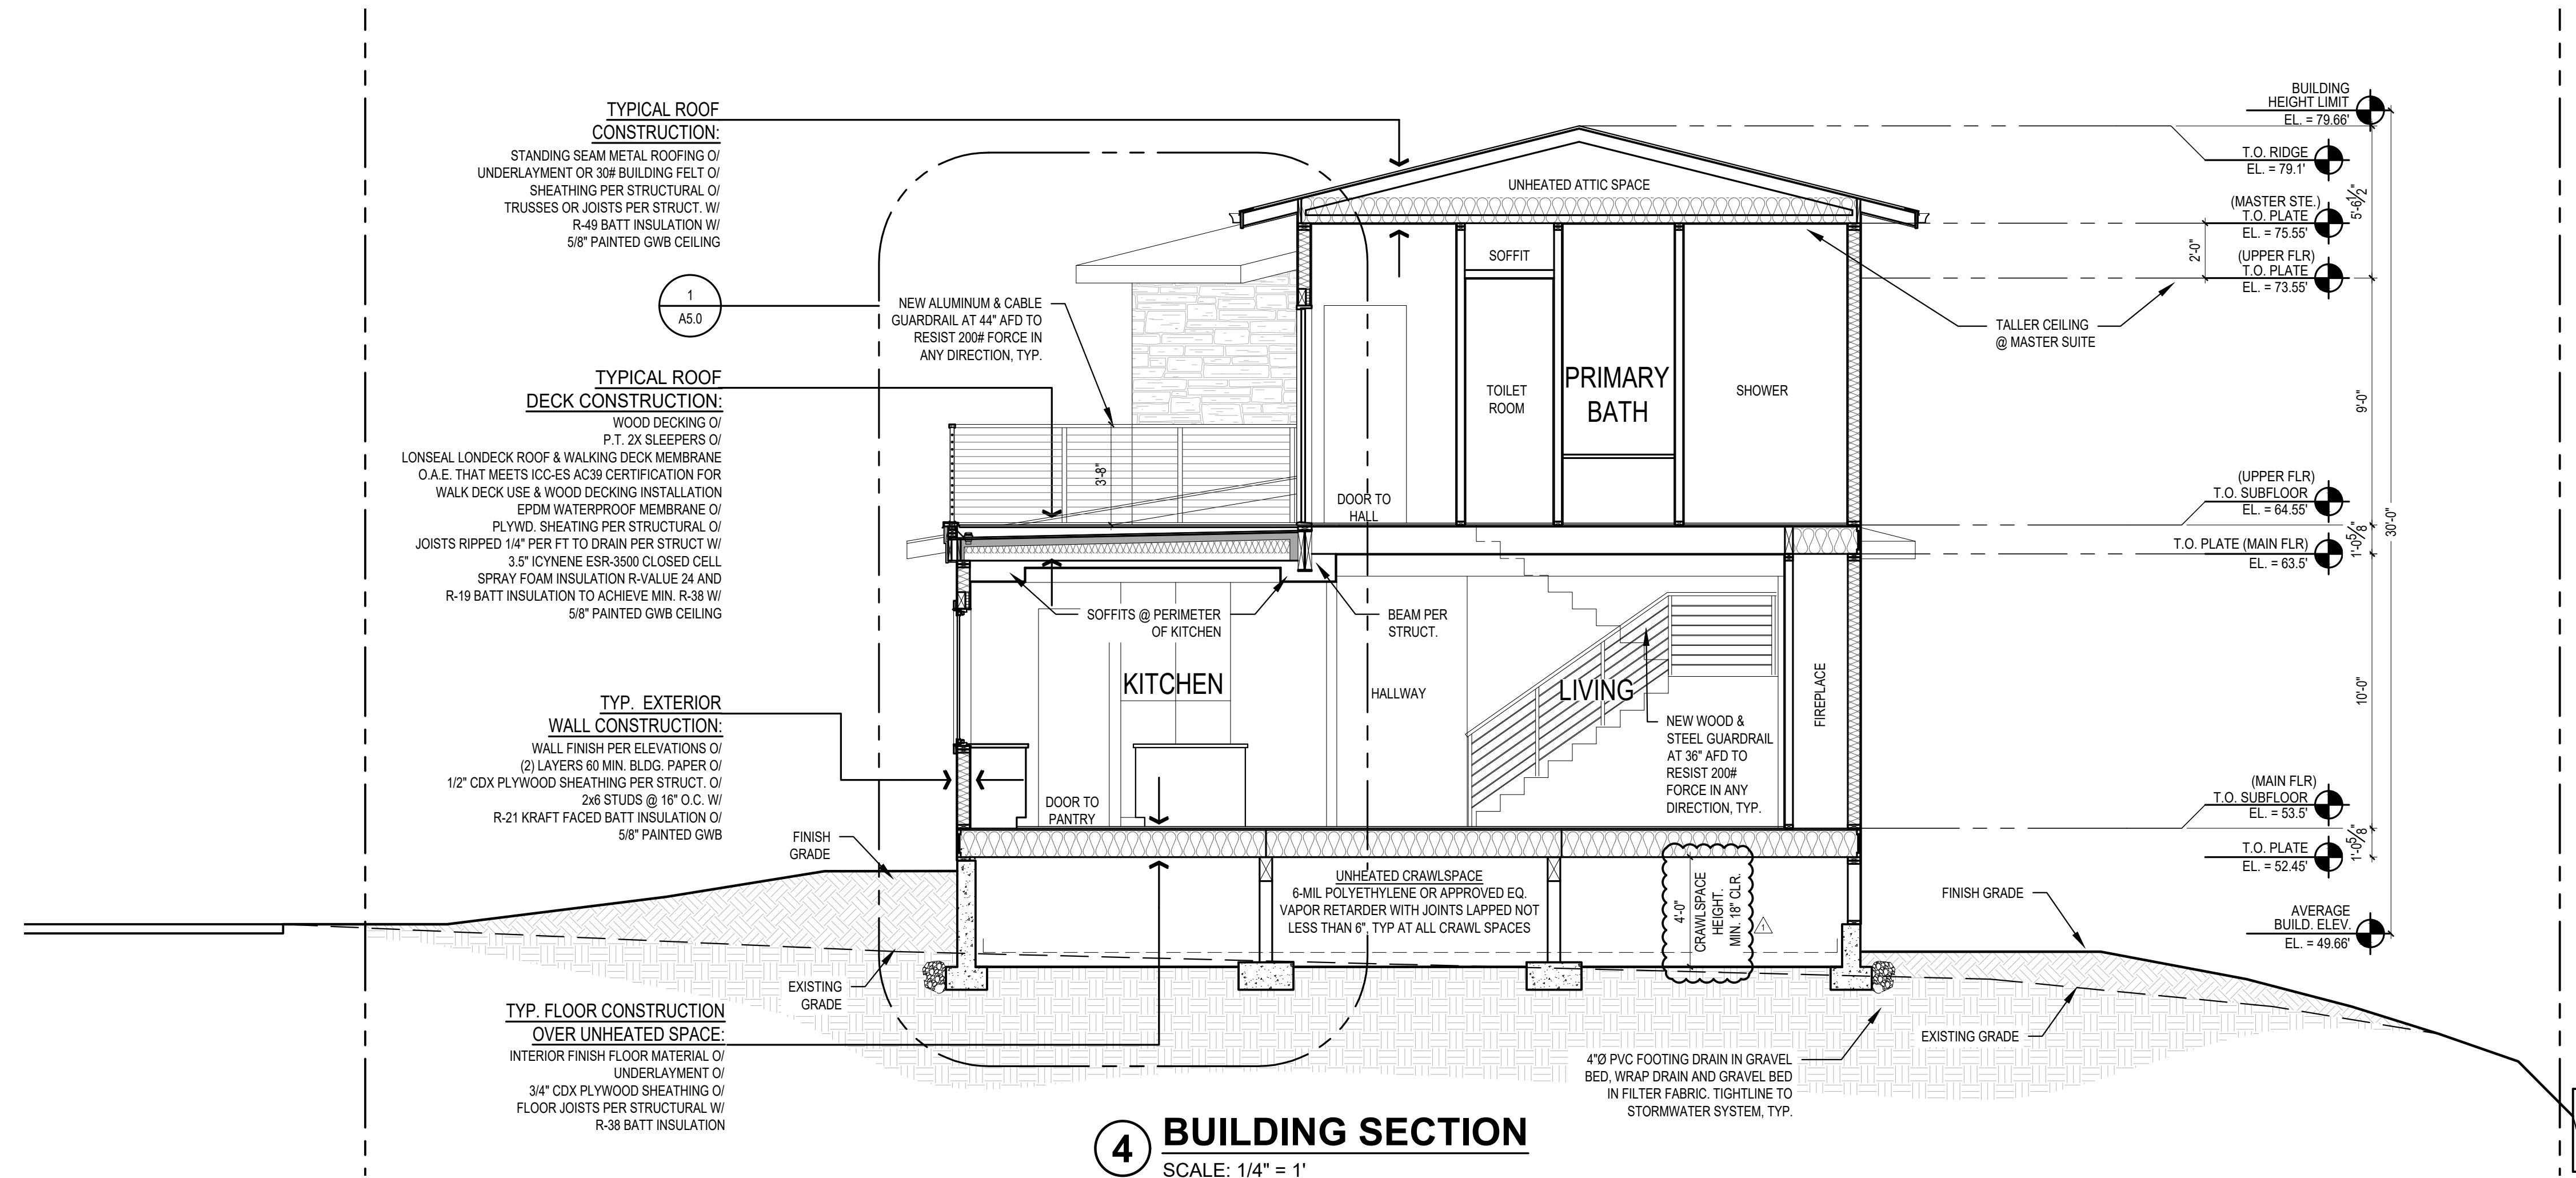 TYPICAL ROOF
CONSTRUCTION:
STANDING SEAM METAL ROOFING O/
UNDERLAYMENT OR 30# BUILDING FELT O/
SHEATHING PER STRUCTURAL O/
TRUSSES OR JOISTS PER STRUCT. W/
R-49 BATT INSULATION W/
5/8" PAINTED GWB CEILING
1
A5.0
TYPICAL ROOF
DECK CONSTRUCTION:
WOOD DECKING O/
P.T. 2X SLEEPERS O/
LONSEAL LONDECK ROOF & WALKING DECK MEMBRANE
O.A.E. THAT MEETS ICC-ES AC39 CERTIFICATION FOR
WALK DECK USE & WOOD DECKING INSTALLATION
EPDM WATERPROOF MEMBRANE O/
PLYWD. SHEATING PER STRUCTURAL O/
JOISTS RIPPED 1/4" PER FT TO DRAIN PER STRUCT W/
3.5" ICYNENE ESR-3500 CLOSED CELL
SPRAY FOAM INSULATION R-VALUE 24 AND
R-19 BATT INSULATION TO ACHIEVE MIN. R-38 W/
5/8" PAINTED GWB CEILING
TYP. EXTERIOR
WALL CONSTRUCTION:
WALL FINISH PER ELEVATIONS O/
(2) LAYERS 60 MIN. BLDG. PAPER O/
1/2" CDX PLYWOOD SHEATHING PER STRUCT. O/
2x6 STUDS @ 16" O.C. W/
R-21 KRAFT FACED BATT INSULATION O/
5/8" PAINTED GWB
TYP. FLOOR CONSTRUCTION
OVER UNHEATED SPACE:
INTERIOR FINISH FLOOR MATERIAL O/
UNDERLAYMENT O/
3/4" CDX PLYWOOD SHEATHING O/
FLOOR JOISTS PER STRUCTURAL W/
R-38 BATT INSULATION
FINISH
GRADE
EXISTING
GRADE
NEW ALUMINUM & CABLE
GUARDRAIL AT 44" AFD TO
RESIST 200# FORCE IN
ANY DIRECTION, TYP.
3'-8"
UNHEATED ATTIC SPACE
SOFFIT
TOILET
ROOM
PRIMARY
BATH
SHOWER
DOOR TO
HALL
TALLER CEILING
@ MASTER SUITE
SOFFITS @ PERIMETER
OF KITCHEN
BEAM PER
STRUCT.
KITCHEN
HALLWAY
LIVING
FIREPLACE
NEW WOOD &
STEEL GUARDRAIL
AT 36" AFD TO
RESIST 200#
FORCE IN ANY
DIRECTION, TYP.
DOOR TO
PANTRY
UNHEATED CRAWLSPACE
6-MIL POLYETHYLENE OR APPROVED EQ.
VAPOR RETARDER WITH JOINTS LAPPED NOT
LESS THAN 6", TYP AT ALL CRAWL SPACES
4'-0"
CRAWLSPACE
HEIGHT.
MIN. 18" CLR.
1
FINISH GRADE
EXISTING GRADE
4"Ø PVC FOOTING DRAIN IN GRAVEL
BED, WRAP DRAIN AND GRAVEL BED
IN FILTER FABRIC. TIGHTLINE TO
STORMWATER SYSTEM, TYP.
BUILDING
HEIGHT LIMIT
EL. = 79.66'
T.O. RIDGE
EL. = 79.1'
(MASTER STE.)
T.O. PLATE
EL. = 75.55'
(UPPER FLR)
T.O. PLATE
EL. = 73.55'
(UPPER FLR)
T.O. SUBFLOOR
EL. = 64.55'
T.O. PLATE (MAIN FLR)
EL. = 63.5'
(MAIN FLR)
T.O. SUBFLOOR
EL. = 53.5'
T.O. PLATE
EL. = 52.45'
AVERAGE
BUILD. ELEV.
EL. = 49.66'
5'-6 1/2"
2'-0"
9'-0"
1'-0 5/8"
30'-0"
10'-0"
1'-0 5/8"
4
BUILDING SECTION
SCALE: 1/4" = 1'